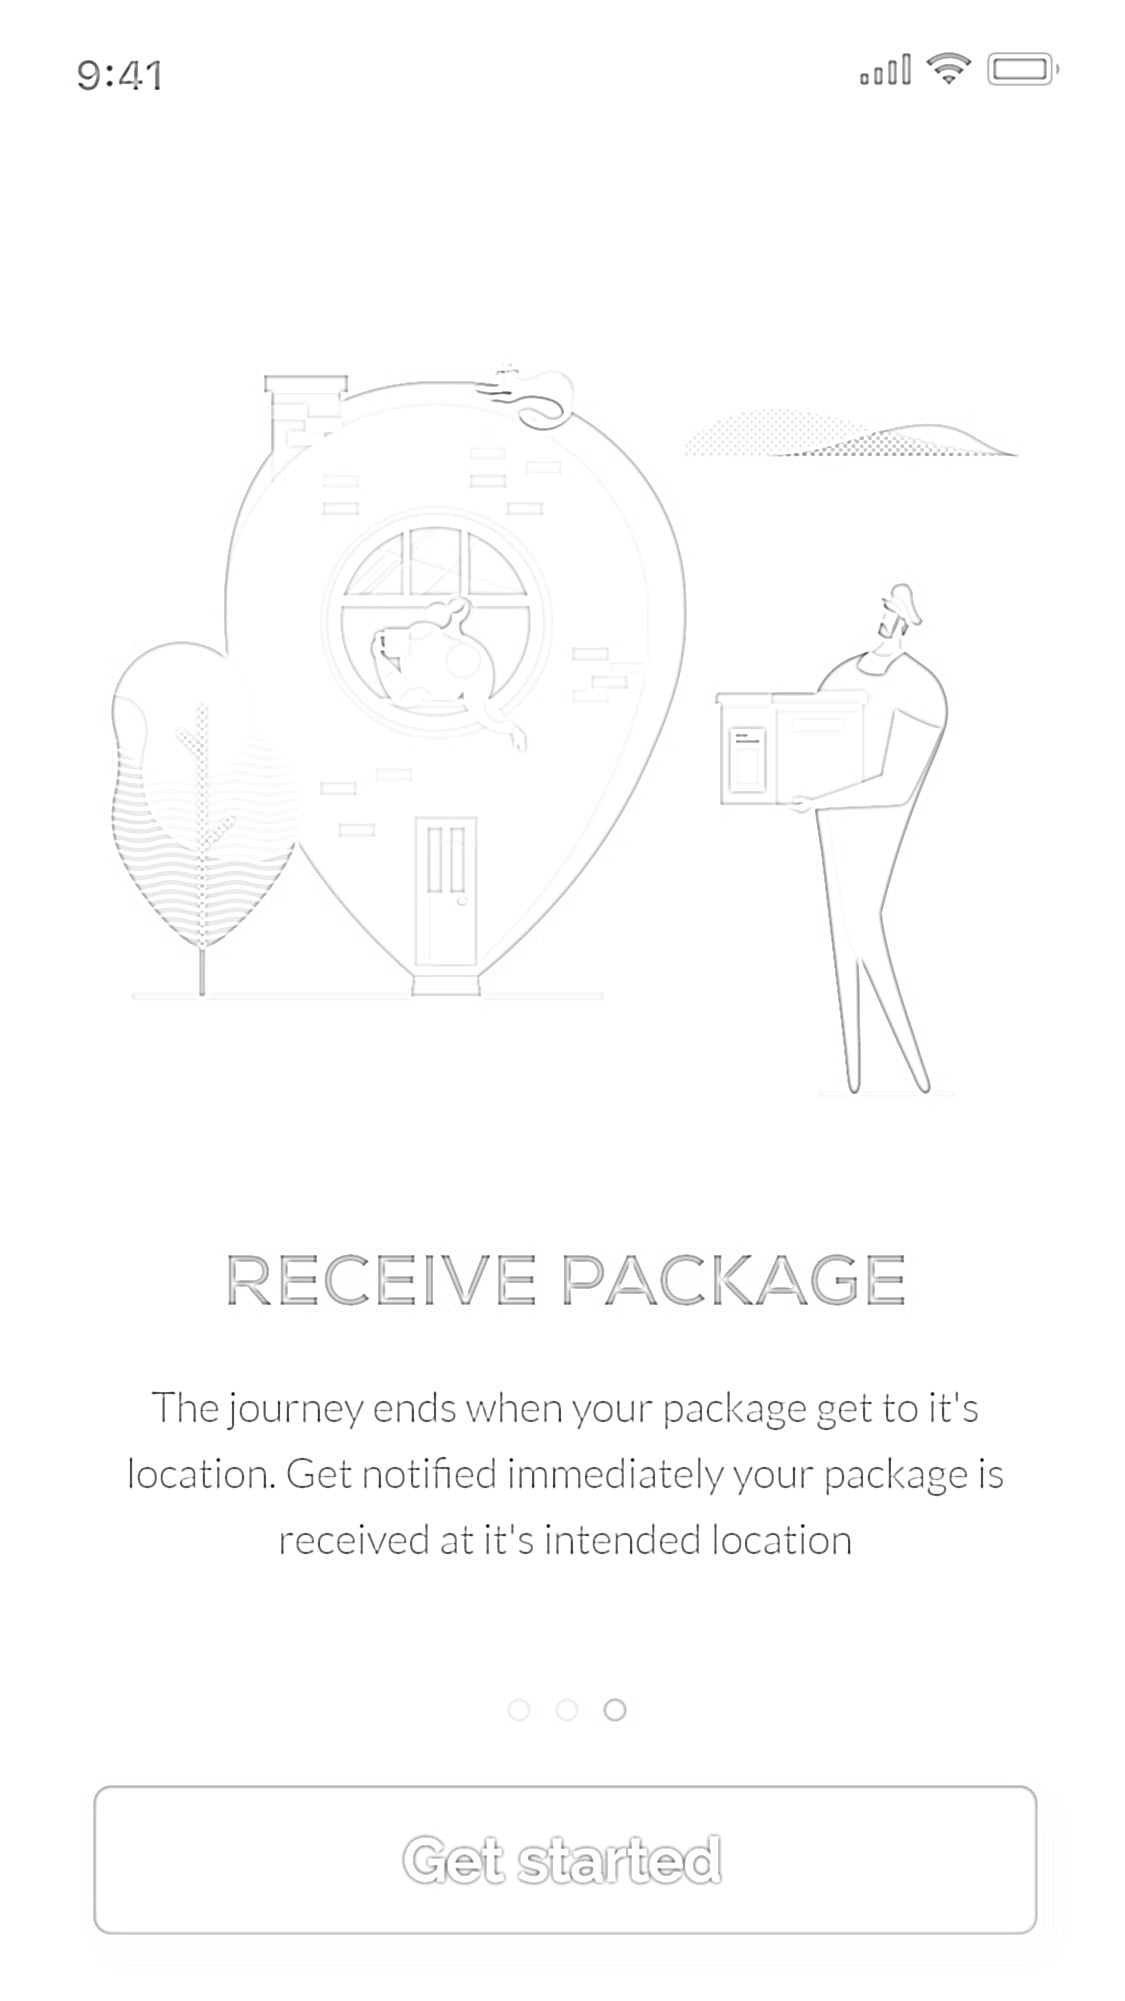 9:41
RECEIVE PACKAGE
The journey ends when your package get to it's
location. Get notified immediately your package is
received at it's intended location
Get started